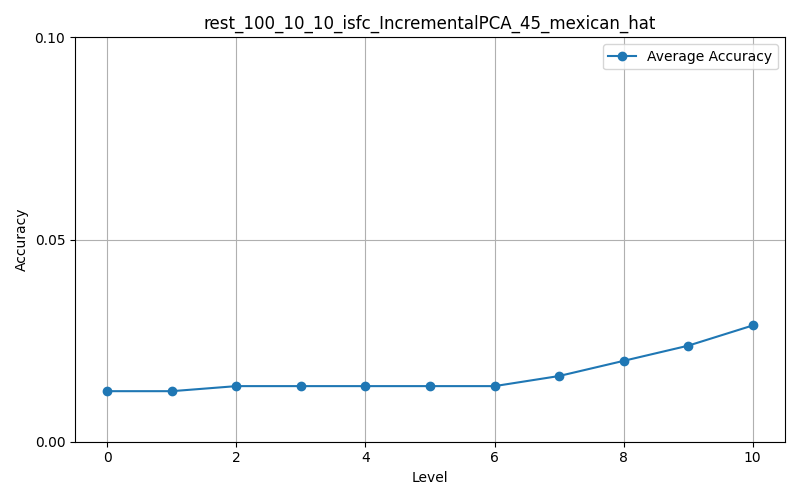 rest_100_10_10_isfc_IncrementalPCA_45_mexican_hat
Average Accuracy
0.10
0.05
0.00
Accuracy
0 2 4 6 8 10
Level